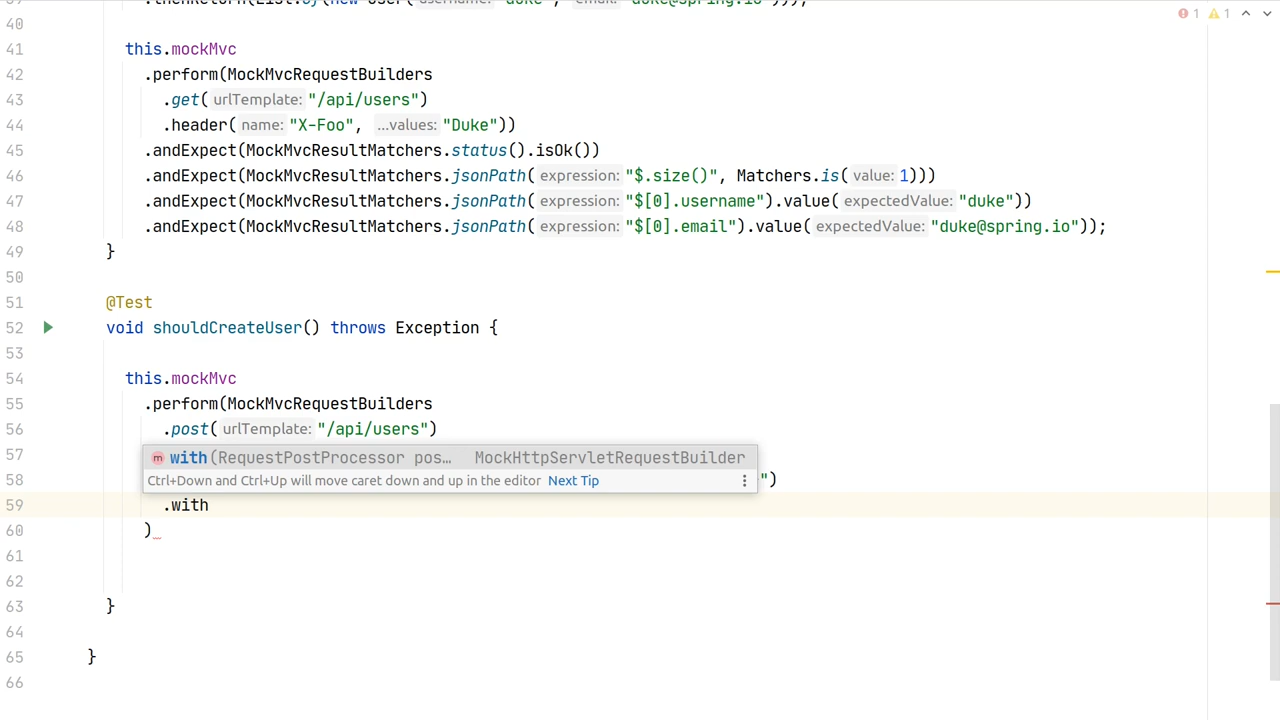 40
41 this.mockMvc
42 .perform(MockMvcRequestBuilders
43 .get( urlTemplate: "/api/users")
44 .header( name: "X-Foo", ...values: "Duke"))
45 .andExpect(MockMvcResultMatchers.status().isOk())
46 .andExpect(MockMvcResultMatchers.jsonPath( expression: "$.size()", Matchers.is( value: 1)))
47 .andExpect(MockMvcResultMatchers.jsonPath( expression: "$[0].username").value( expectedValue: "duke"))
48 .andExpect(MockMvcResultMatchers.jsonPath( expression: "$[0].email").value( expectedValue: "duke@spring.io"));
49 }
50
51 @Test
52 void shouldCreateUser() throws Exception {
53
54 this.mockMvc
55 .perform(MockMvcRequestBuilders
56 .post( urlTemplate: "/api/users")
57 with(RequestPostProcessor pos… MockHttpServletRequestBuilder
58 Ctrl+Down and Ctrl+Up will move caret down and up in the editor Next Tip ")
59 .with
60 )
61
62
63 }
64
65 }
66
1 1